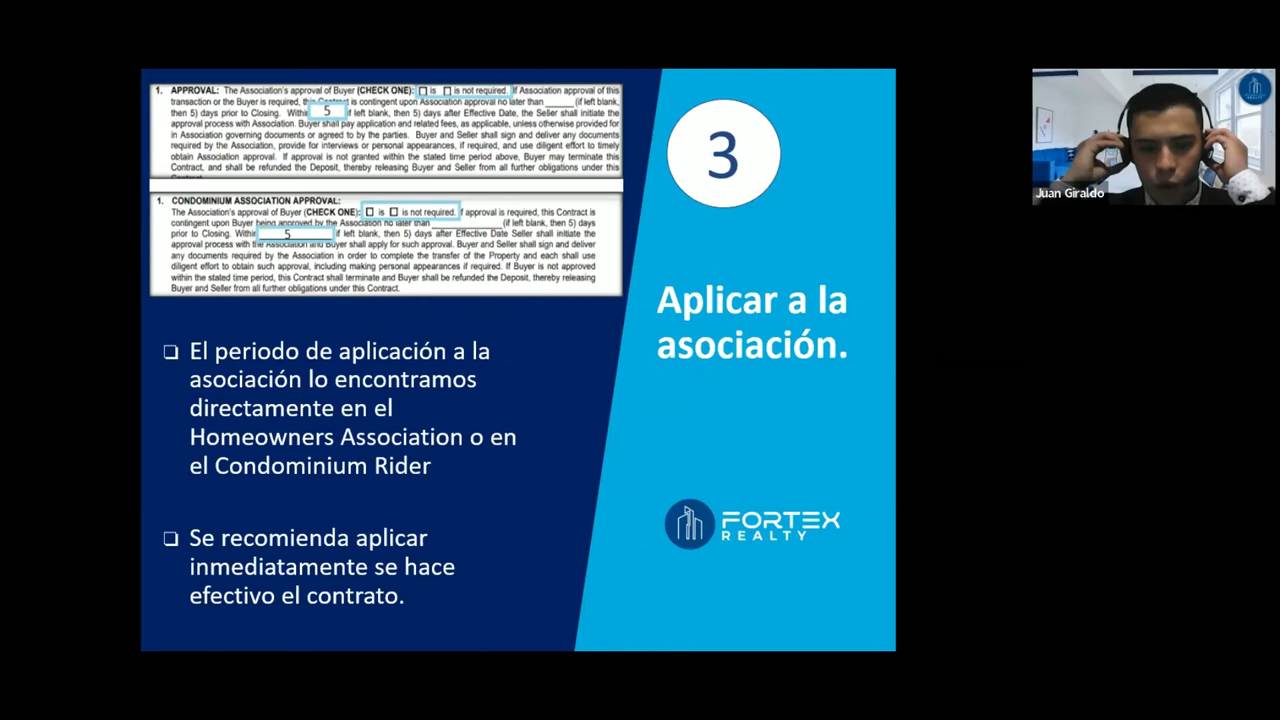 1. APPROVAL: The Association's approval of Buyer (CHECK ONE): ☐ is ☐ is not required. If Association approval of this
transaction or the Buyer is required, this Contract is contingent upon Association approval no later than ______ (if left blank,
then 5) days prior to Closing. Within 5 if left blank, then 5) days after Effective Date, the Seller shall initiate the
approval process with Association. Buyer shall pay application and related fees, as applicable, unless otherwise provided for
in Association governing documents or agreed to by the parties. Buyer and Seller shall sign and deliver any documents
required by the Association, provide for interviews or personal appearances, if required, and use diligent effort to timely
obtain Association approval. If approval is not granted within the stated time period above, Buyer may terminate this
Contract, and shall be refunded the Deposit, thereby releasing Buyer and Seller from all further obligations under this
1. CONDOMINIUM ASSOCIATION APPROVAL:
The Association's approval of Buyer (CHECK ONE): ☐ is ☐ is not required. If approval is required, this Contract is
contingent upon Buyer being approved by the Association no later than ____________ (if left blank, then 5) days
prior to Closing. Within 5 if left blank, then 5) days after Effective Date Seller shall initiate the
approval process with the Association and Buyer shall apply for such approval. Buyer and Seller shall sign and deliver
any documents required by the Association in order to complete the transfer of the Property and each shall use
diligent effort to obtain such approval, including making personal appearances if required. If Buyer is not approved
within the stated time period, this Contract shall terminate and Buyer shall be refunded the Deposit, thereby releasing
Buyer and Seller from all further obligations under this Contract.
❑ El periodo de aplicación a la
asociación lo encontramos
directamente en el
Homeowners Association o en
el Condominium Rider
❑ Se recomienda aplicar
inmediatamente se hace
efectivo el contrato.
3
Aplicar a la
asociación.
FORTEX
REALTY
Juan Giraldo